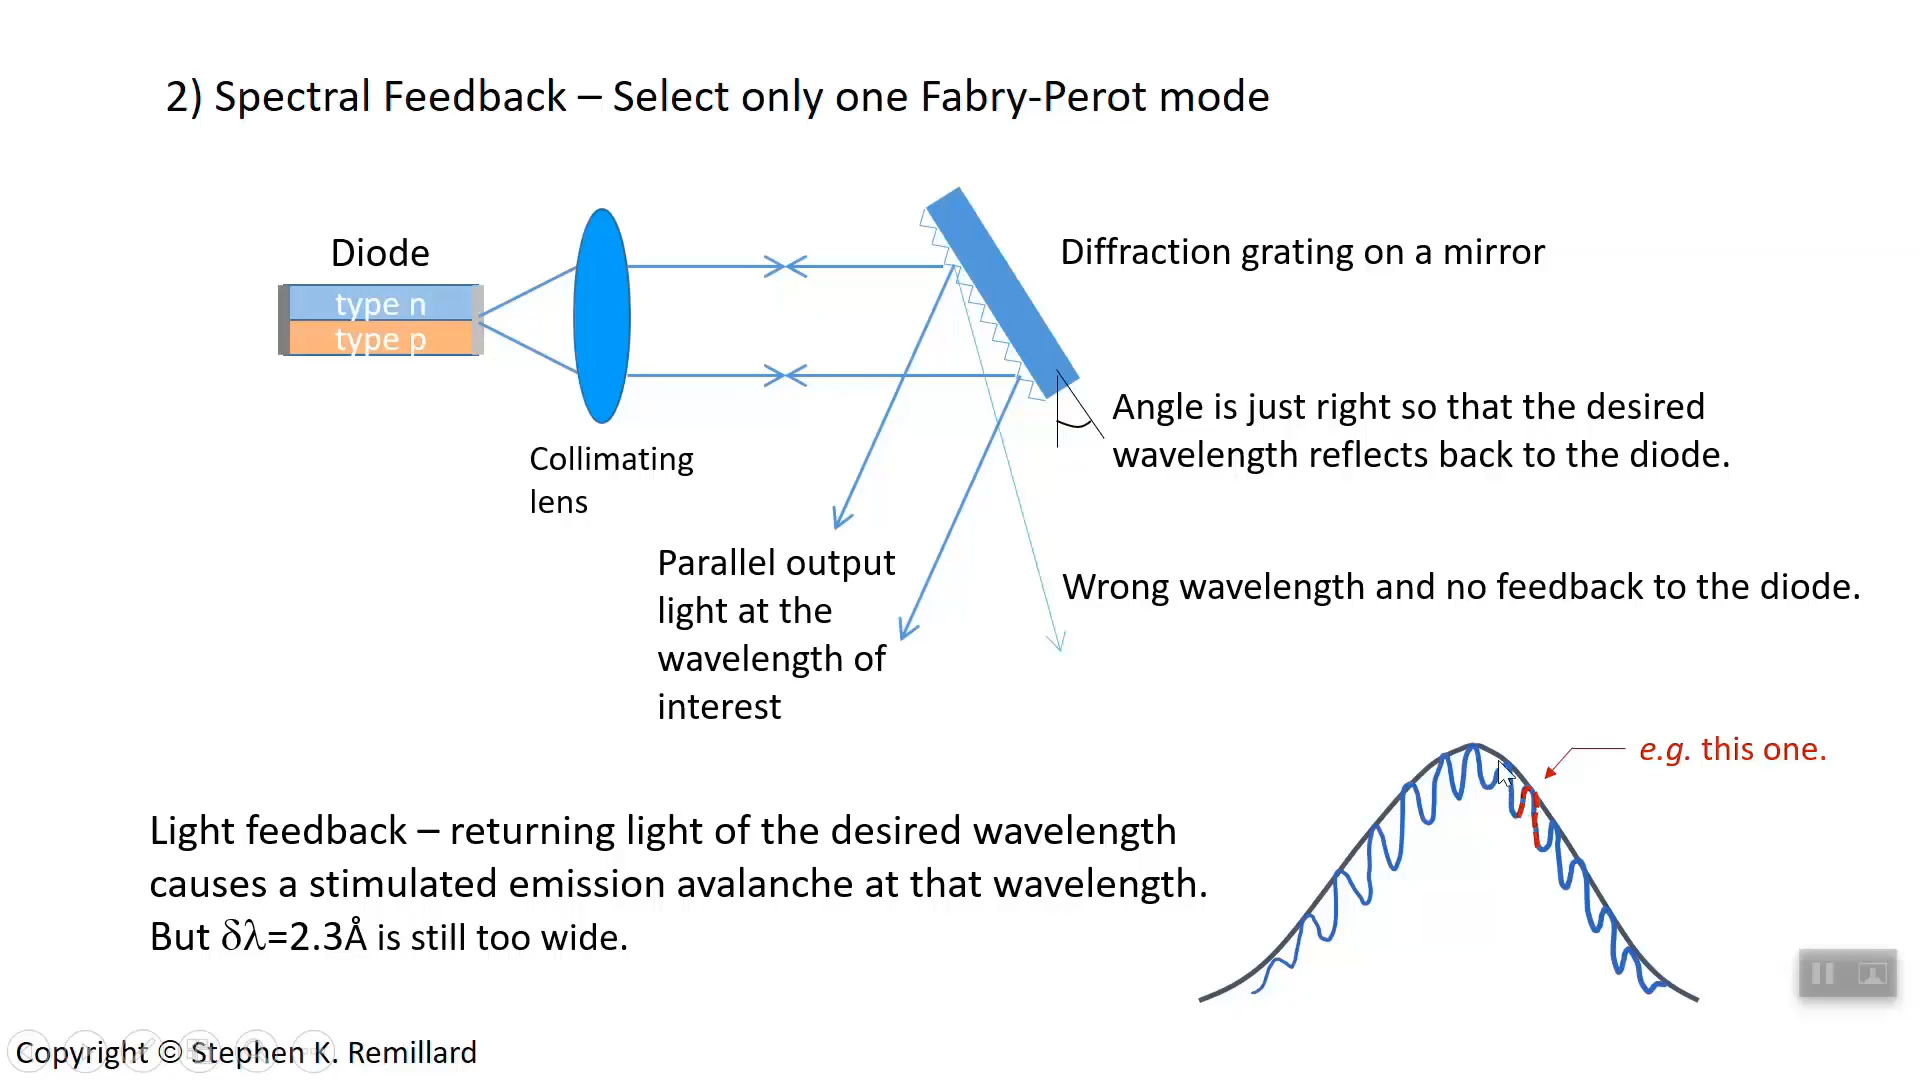 2) Spectral Feedback – Select only one Fabry-Perot mode
Diode
type n
type p
Diffraction grating on a mirror
Angle is just right so that the desired
wavelength reflects back to the diode.
Collimating
lens
Parallel output
light at the
wavelength of
interest
Wrong wavelength and no feedback to the diode.
e.g. this one.
Light feedback – returning light of the desired wavelength
causes a stimulated emission avalanche at that wavelength.
But δλ=2.3Å is still too wide.
Copyright © Stephen K. Remillard